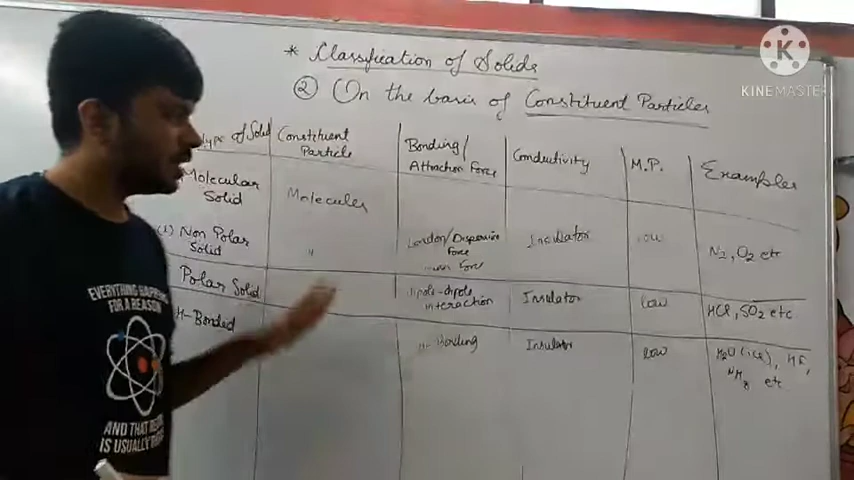 K
KINEMASTER
* Classfication of Solids
② On the basis of Constituent Particles
Type of Solid
Constituent Particle
Bonding/ Attraction Force
Conductivity
M.P.
Examples
Molecular Solid
Molecules
(1) Non Polar Solid
"
London/Dispersion Force
Insulator
low
N₂, O₂ etc
Polar Solid
dipole-dipole interaction
Insulator
low
HCl, SO₂ etc
H-Bonded
H-Bonding
Insulator
low
H₂O (ice), HF,
NH₃ etc
EVERYTHING HAPPENS
FOR A REASON
AND THAT REASON
IS USUALLY